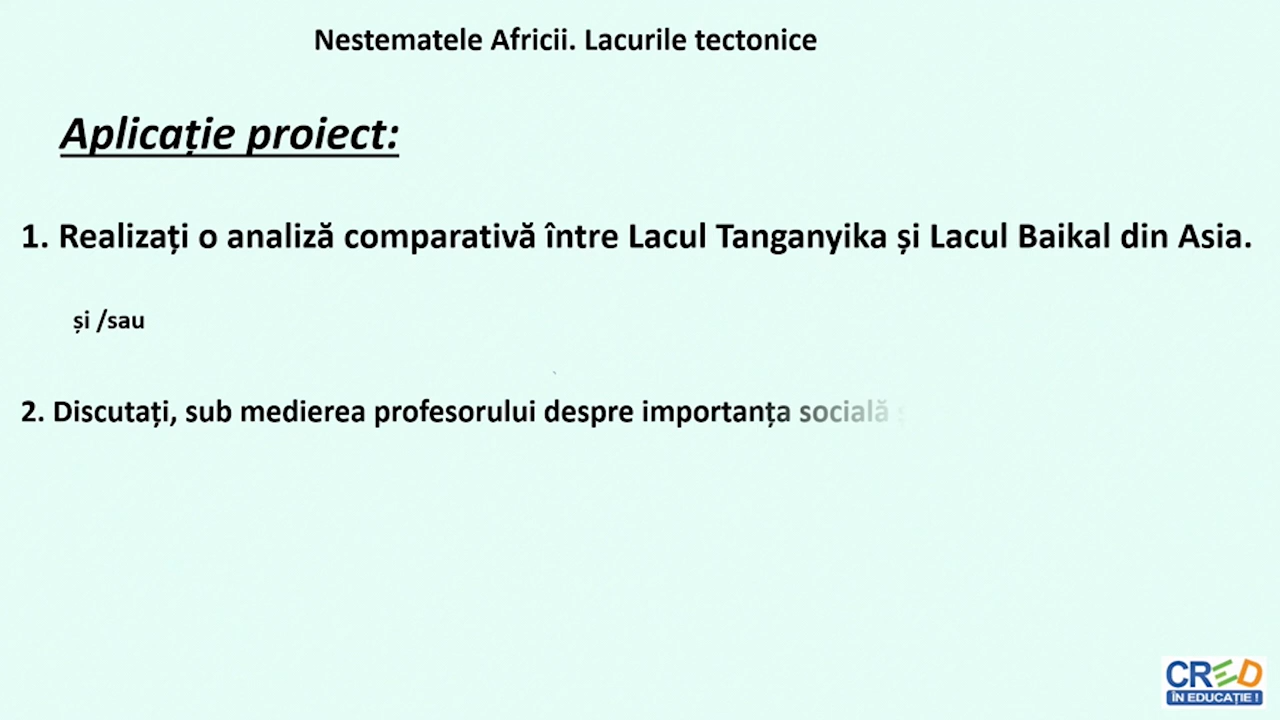 Nestematele Africii. Lacurile tectonice
Aplicație proiect:
1. Realizați o analiză comparativă între Lacul Tanganyika și Lacul Baikal din Asia.
și /sau
2. Discutați, sub medierea profesorului despre importanța socială
CRED
ÎN EDUCAȚIE !